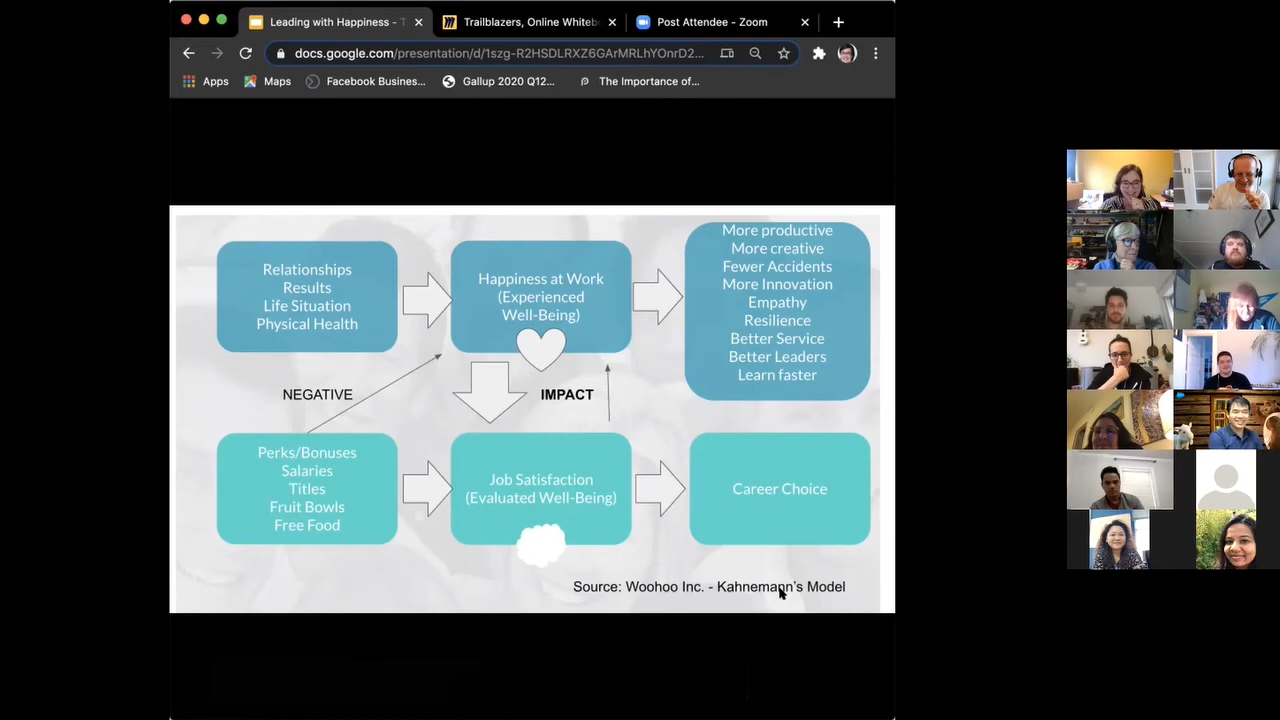 Leading with Happiness - T
Trailblazers, Online Whitebo
Post Attendee - Zoom
docs.google.com/presentation/d/1szg-R2HSDLRXZ6GArMRLhYOnrD2...
Apps
Maps
Facebook Busines...
Gallup 2020 Q12...
The Importance of...
Relationships
Results
Life Situation
Physical Health
Happiness at Work
(Experienced
Well-Being)
More productive
More creative
Fewer Accidents
More Innovation
Empathy
Resilience
Better Service
Better Leaders
Learn faster
NEGATIVE
IMPACT
Perks/Bonuses
Salaries
Titles
Fruit Bowls
Free Food
Job Satisfaction
(Evaluated Well-Being)
Career Choice
Source: Woohoo Inc. - Kahnemann's Model